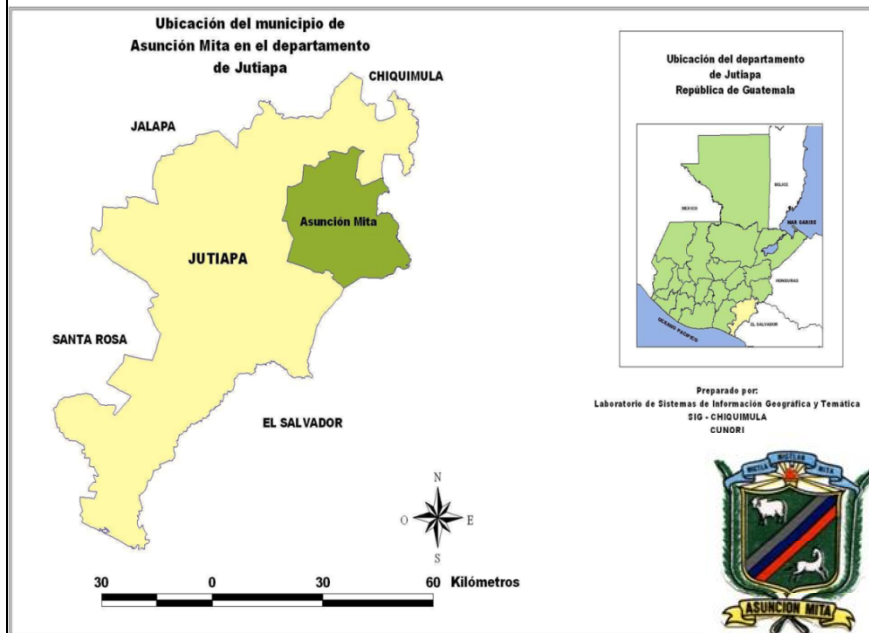 Ubicación del municipio de
Asunción Mita en el departamento
de Jutiapa
CHIQUIMULA
JALAPA
Asunción Mita
JUTIAPA
SANTA ROSA
EL SALVADOR
N
O
E
S
30 0 30 60 Kilómetros
Ubicación del departamento
de Jutiapa
República de Guatemala
MEXICO
BELICE
MAR CARIBE
HONDURAS
EL SALVADOR
OCEANO PACIFICO
Preparado por:
Laboratorio de Sistemas de Información Geográfica y Temática
SIG - CHIQUIMULA
CUNORI
MICTLAN
MITA
ASUNCION MITA